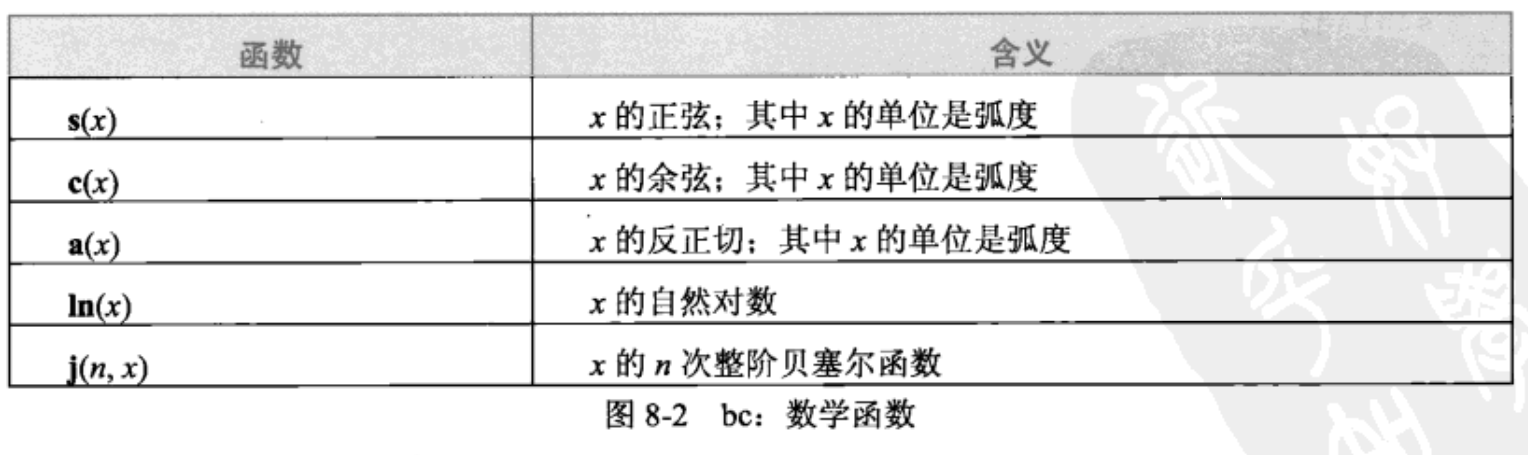 函数 含义
s(x) x 的正弦；其中 x 的单位是弧度
c(x) x 的余弦；其中 x 的单位是弧度
a(x) x 的反正切；其中 x 的单位是弧度
ln(x) x 的自然对数
j(n, x) x 的 n 次整阶贝塞尔函数
图 8-2 bc：数学函数